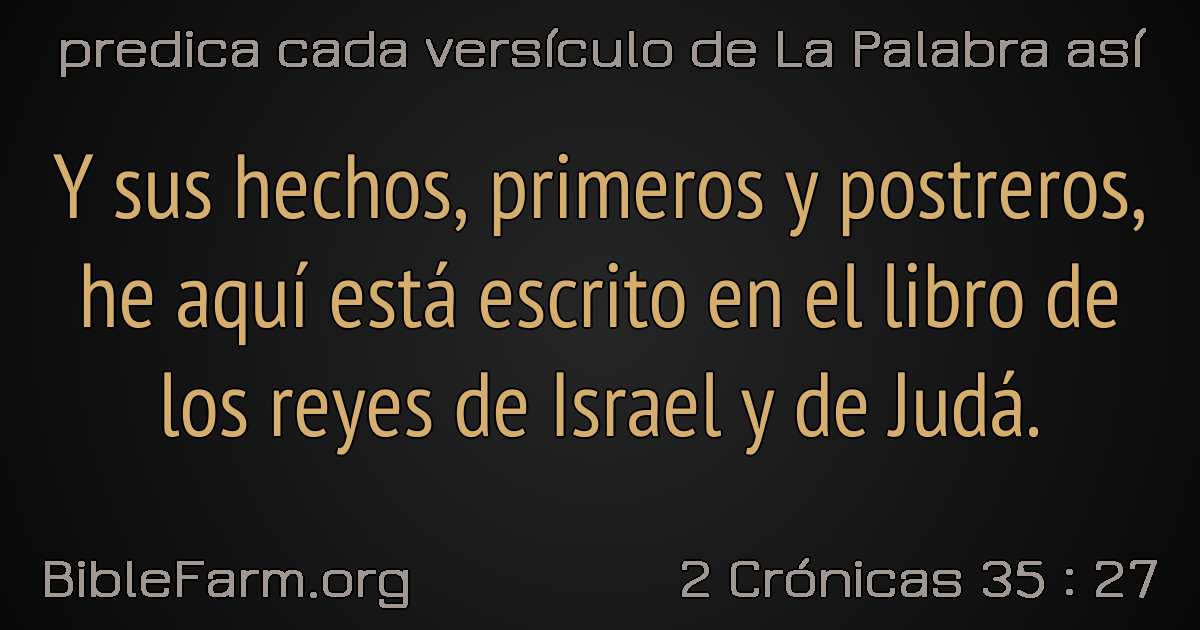 predica cada versículo de La Palabra así
Y sus hechos, primeros y postreros,
he aquí está escrito en el libro de
los reyes de Israel y de Judá.
BibleFarm.org
2 Crónicas 35 : 27